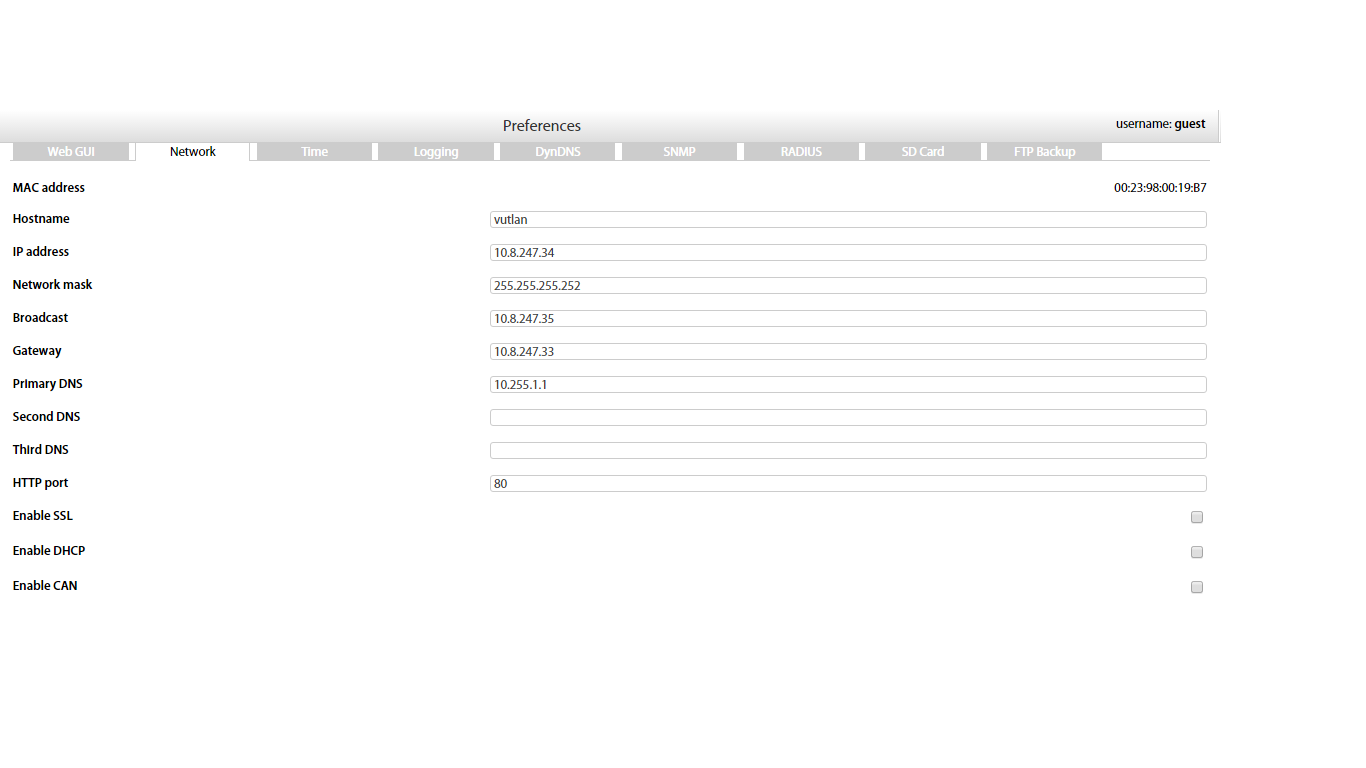 Preferences
username: guest
Web GUI Network Time Logging DynDNS SNMP RADIUS SD Card FTP Backup
MAC address 00:23:98:00:19:B7
Hostname vutlan
IP address 10.8.247.34
Network mask 255.255.255.252
Broadcast 10.8.247.35
Gateway 10.8.247.33
Primary DNS 10.255.1.1
Second DNS
Third DNS
HTTP port 80
Enable SSL
Enable DHCP
Enable CAN